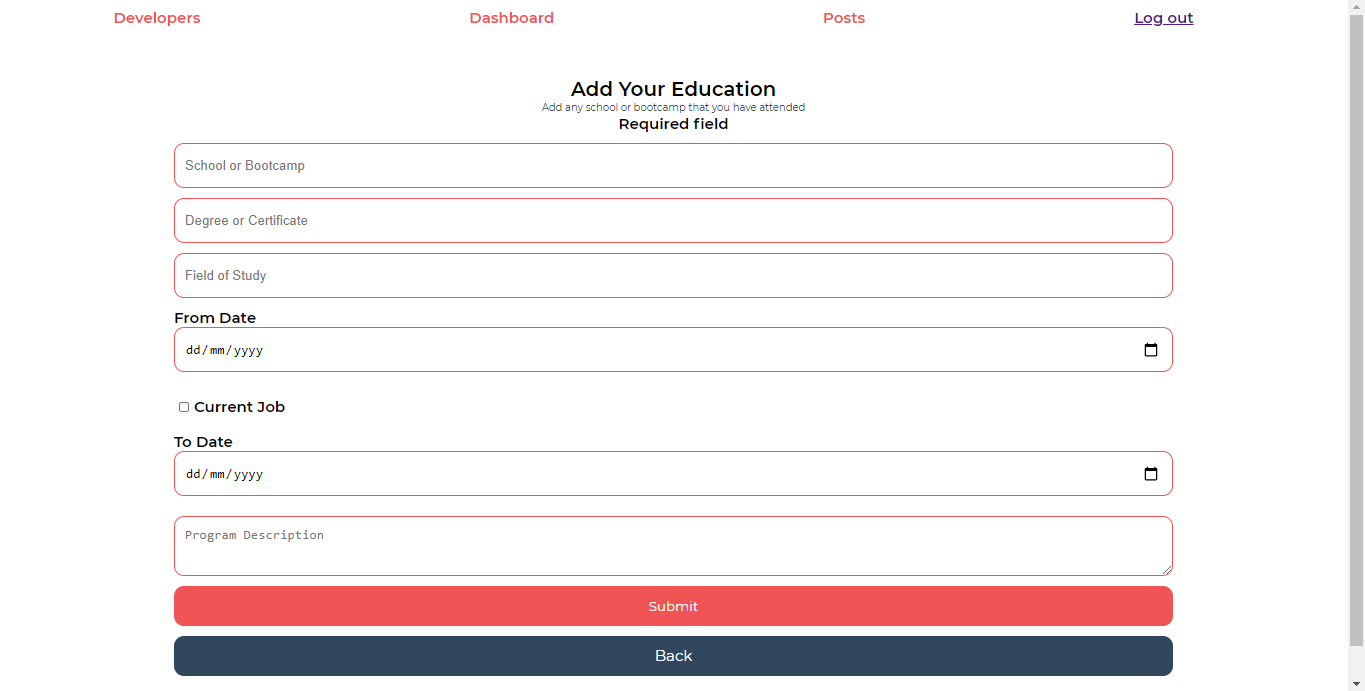 Developers Dashboard Posts Log out
Add Your Education
Add any school or bootcamp that you have attended
Required field
School or Bootcamp
Degree or Certificate
Field of Study
From Date
dd/mm/yyyy
Current Job
To Date
dd/mm/yyyy
Program Description
Submit
Back